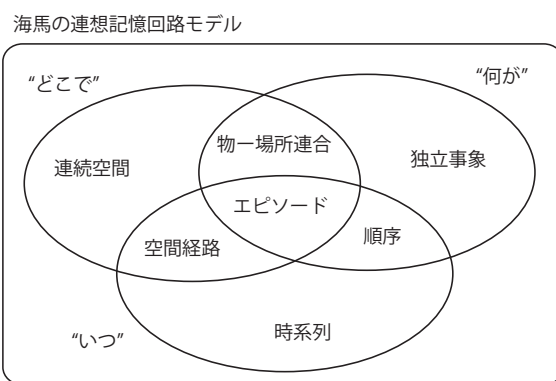 海馬の連想記憶回路モデル
“どこで”
“何が”
物ー場所連合
連続空間
独立事象
エピソード
空間経路
順序
“いつ”
時系列